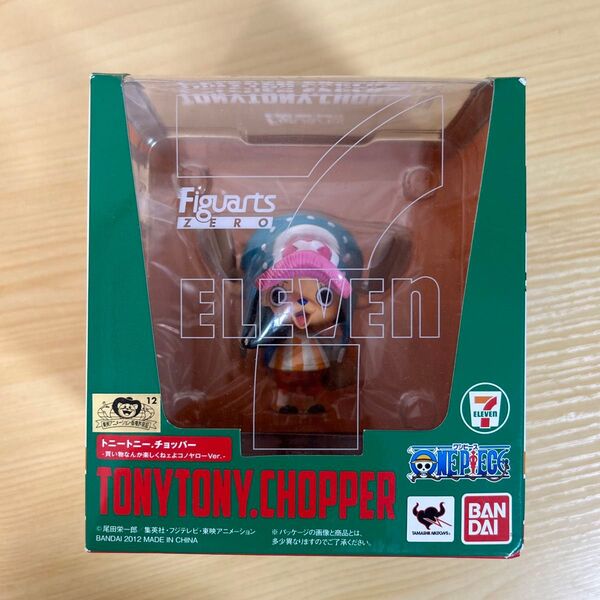 TONYTONY.CHOPPER
Figuarts
ZERO
7
ELEVEn
12
トニートニー.チョッパー
-買い物なんか楽しくねェよコノヤローVer.-
TONYTONY.CHOPPER
7
ELEVEn
ワンピース
ONE PIECE
©尾田栄一郎/集英社・フジテレビ・東映アニメーション
BANDAI 2012 MADE IN CHINA
※パッケージの画像と商品とは、
多少異なりますのでご了承ください。
TAMASHII NATIONS
BAN
DAI